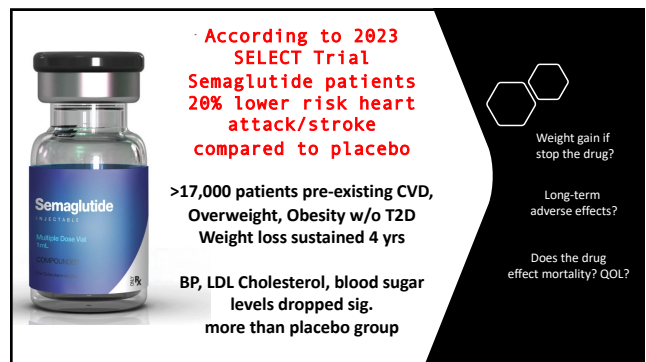 According to 2023
SELECT Trial
Semaglutide patients
20% lower risk heart
attack/stroke
compared to placebo
>17,000 patients pre-existing CVD,
Overweight, Obesity w/o T2D
Weight loss sustained 4 yrs
BP, LDL Cholesterol, blood sugar
levels dropped sig.
more than placebo group
Semaglutide
INJECTABLE
Multiple Dose Vial
COMPOUNDED
Rx
Weight gain if
stop the drug?
Long-term
adverse effects?
Does the drug
effect mortality? QOL?